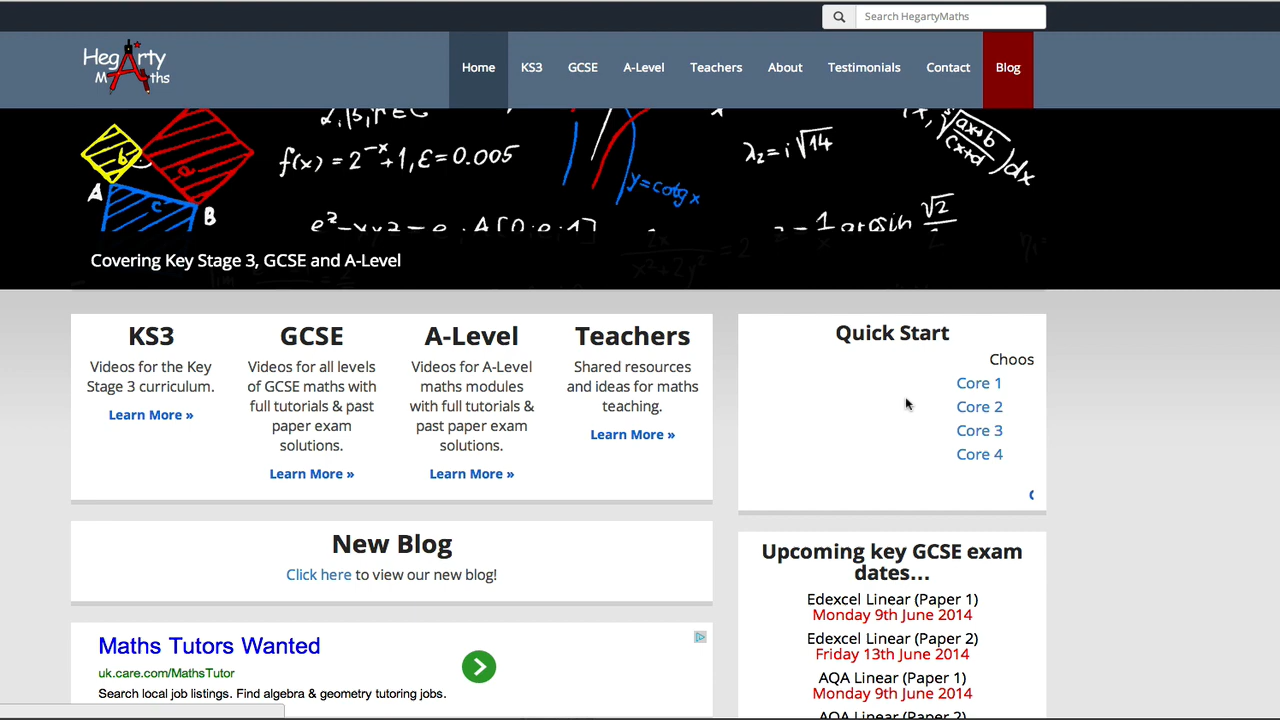 Search HegartyMaths
HegArty
Maths
Home
KS3
GCSE
A-Level
Teachers
About
Testimonials
Contact
Blog
f(x) = 2^-x + 1, ε = 0.005
λ₂ = i√14
y = cotg x
A
B
b
a
c
Covering Key Stage 3, GCSE and A-Level
KS3
Videos for the Key
Stage 3 curriculum.
Learn More »
GCSE
Videos for all levels
of GCSE maths with
full tutorials & past
paper exam
solutions.
Learn More »
A-Level
Videos for A-Level
maths modules
with full tutorials &
past paper exam
solutions.
Learn More »
Teachers
Shared resources
and ideas for maths
teaching.
Learn More »
Quick Start
Choos
Core 1
Core 2
Core 3
Core 4
New Blog
Click here to view our new blog!
Maths Tutors Wanted
uk.care.com/MathsTutor
Search local job listings. Find algebra & geometry tutoring jobs.
Upcoming key GCSE exam
dates...
Edexcel Linear (Paper 1)
Monday 9th June 2014
Edexcel Linear (Paper 2)
Friday 13th June 2014
AQA Linear (Paper 1)
Monday 9th June 2014
AQA Linear (Paper 2)